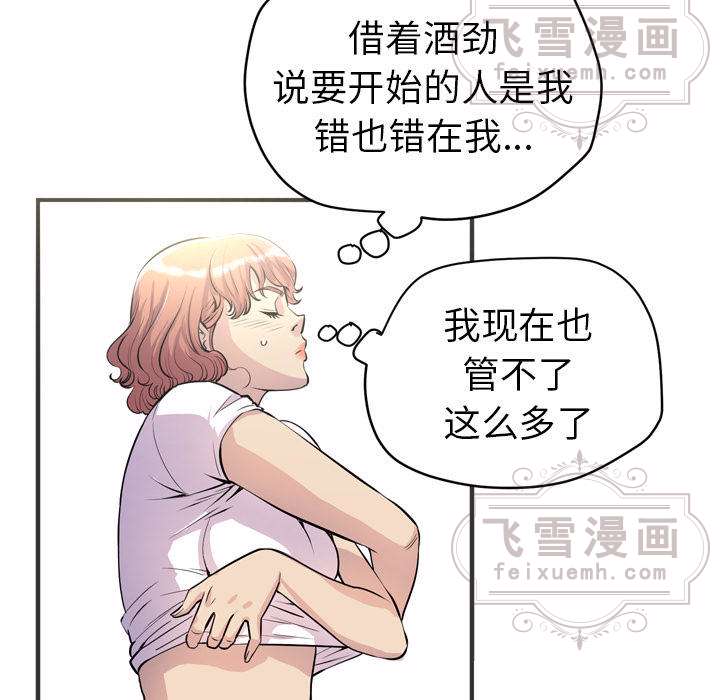 飞雪漫画
feixuemh.com
借着酒劲
说要开始的人是我
错也错在我...
我现在也
管不了
这么多了
飞雪漫画
feixuemh.com